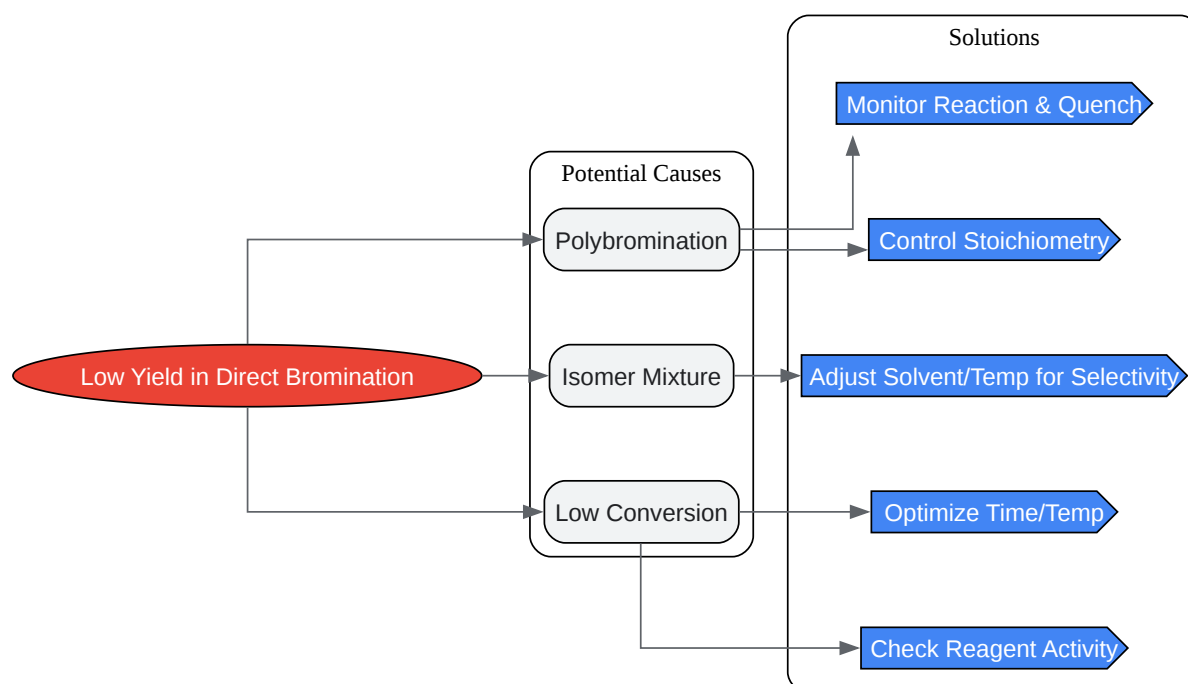 Solutions
Monitor Reaction & Quench
Potential Causes
Polybromination
Control Stoichiometry
Low Yield in Direct Bromination
Isomer Mixture
Adjust Solvent/Temp for Selectivity
Low Conversion
Optimize Time/Temp
Check Reagent Activity